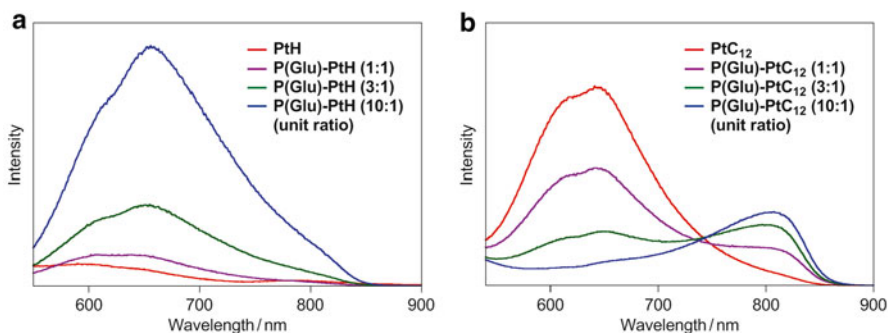 a
PtH
P(Glu)-PtH (1:1)
P(Glu)-PtH (3:1)
P(Glu)-PtH (10:1)
(unit ratio)
Intensity
600 700 800 900
Wavelength / nm
b
PtC₁₂
P(Glu)-PtC₁₂ (1:1)
P(Glu)-PtC₁₂ (3:1)
P(Glu)-PtC₁₂ (10:1)
(unit ratio)
Intensity
600 700 800 900
Wavelength / nm